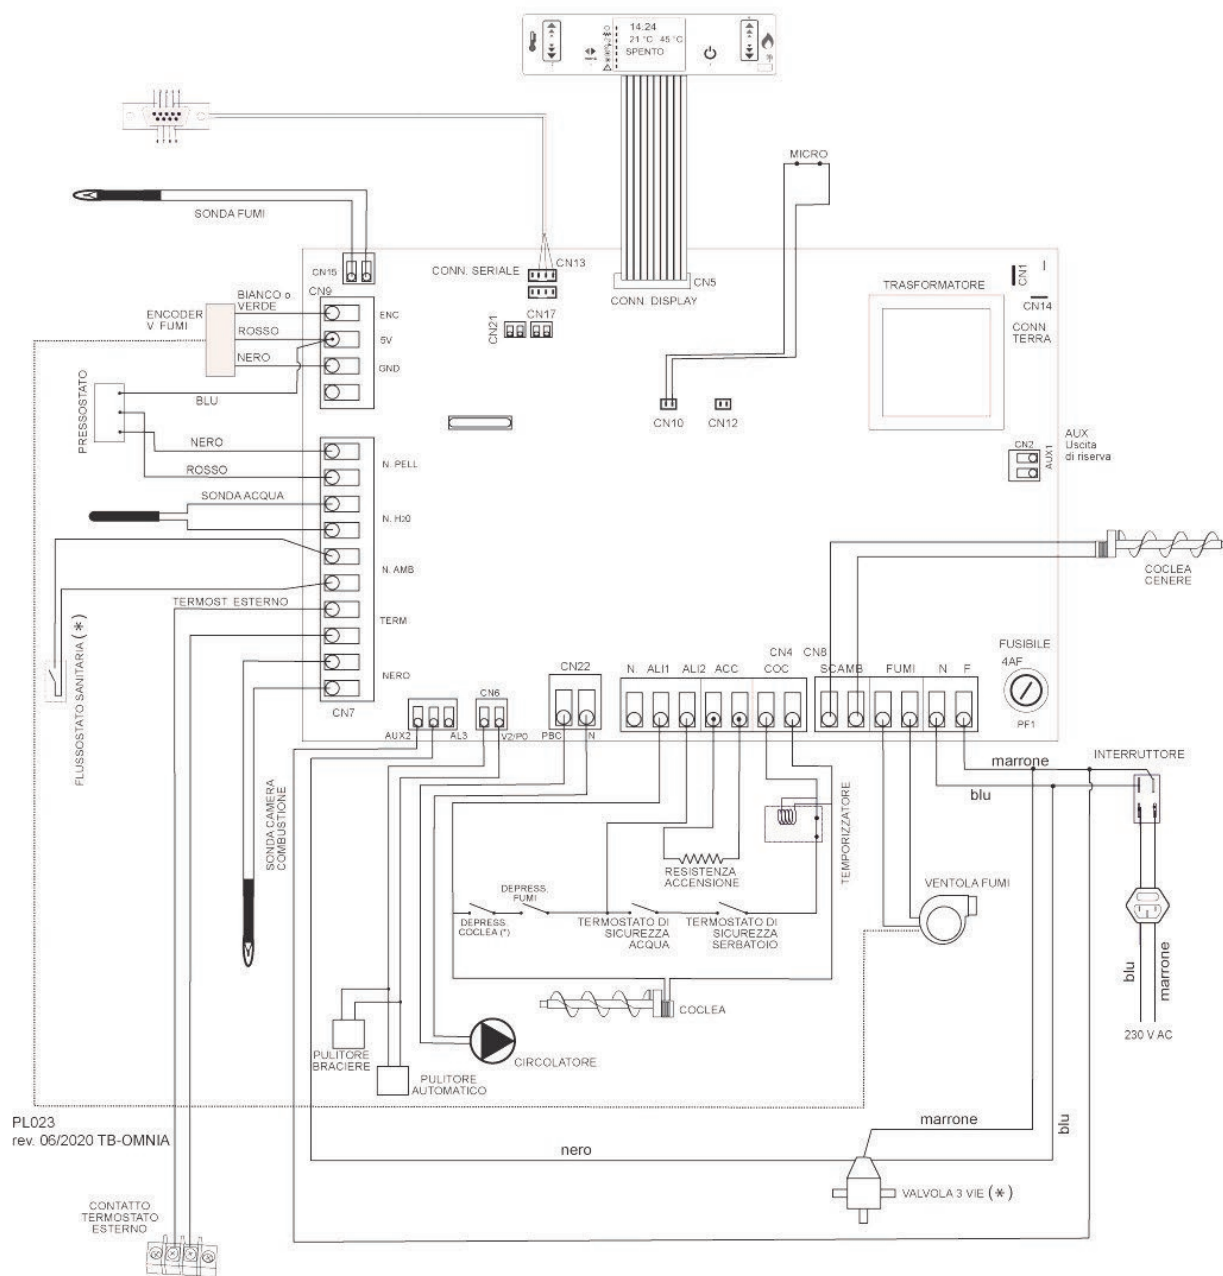 14.24
21 °C 45 °C
SPENTO
MICRO
SONDA FUMI
CN15
CONN. SERIALE
CN13
CN5
CONN. DISPLAY
CN1
CN14
CONN
TERRA
TRASFORMATORE
CN9
BIANCO o
VERDE
ENC
ENCODER
V. FUMI
ROSSO
5V
NERO
GND
CN21
CN17
BLU
PRESSOSTATO
CN10
CN12
NERO
N. PELL
ROSSO
CN2
AUX1
AUX
Uscita
di riserva
SONDA ACQUA
N. H20
N. AMB
COCLEA
CENERE
TERMOST ESTERNO
TERM
FLUSSOSTATO SANITARIA (*)
NERO
CN7
FUSIBILE
4AF
PF1
CN4
CN8
N
ALI1
ALI2
ACC
COC
SCAMB
FUMI
N
F
CN22
PBC
N
CN6
V2/P0
AUX2
AL3
marrone
INTERRUTTORE
blu
SONDA CAMERA
COMBUSTIONE
TEMPORIZZATORE
RESISTENZA
ACCENSIONE
VENTOLA FUMI
DEPRESS.
FUMI
DEPRESS.
COCLEA (*)
TERMOSTATO DI
SICUREZZA
ACQUA
TERMOSTATO DI
SICUREZZA
SERBATOIO
blu
marrone
COCLEA
230 V AC
PULITORE
BRACIERE
CIRCOLATORE
PULITORE
AUTOMATICO
PL023
rev. 06/2020 TB-OMNIA
marrone
blu
nero
VALVOLA 3 VIE (*)
CONTATTO
TERMOSTATO
ESTERNO